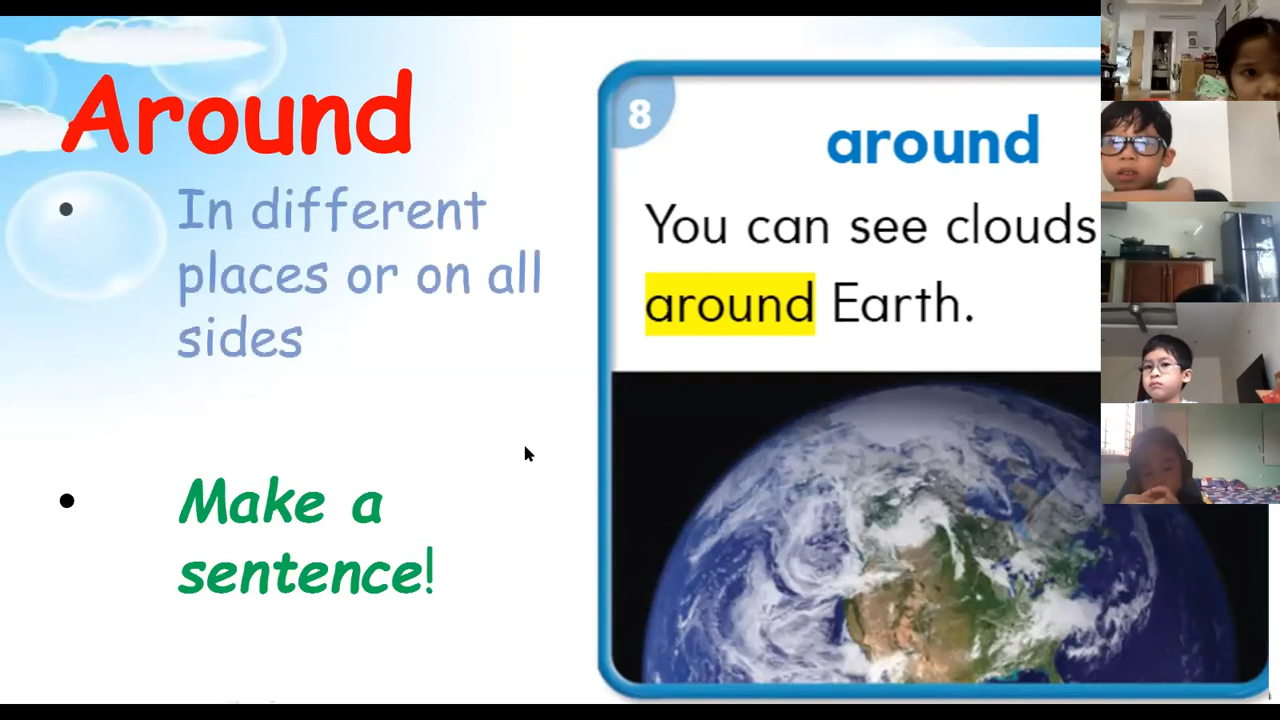 Around
• In different
places or on all
sides
• Make a
sentence!
8
around
You can see clouds
around Earth.